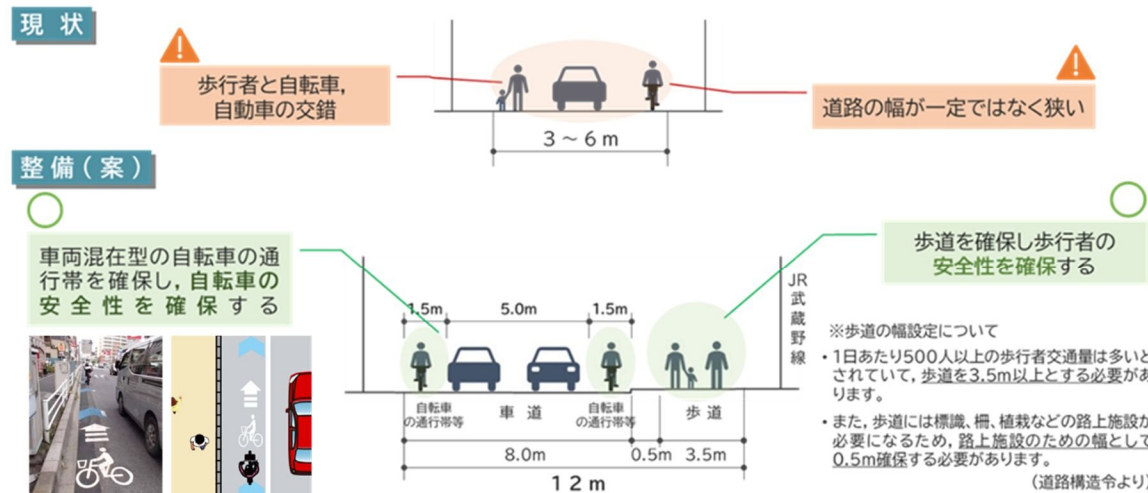 現状
歩行者と自転車,
自動車の交錯
道路の幅が一定ではなく狭い
3～6m
整備(案)
車両混在型の自転車の通
行帯を確保し,自転車の
安全性を確保する
歩道を確保し歩行者の
安全性を確保する
1.5m
5.0m
1.5m
JR武蔵野線
自転車
の通行帯等
車道
自転車
の通行帯等
歩道
8.0m
0.5m
3.5m
12m
※歩道の幅設定について
・1日あたり500人以上の歩行者交通量は多いと
されていて,歩道を3.5m以上とする必要があ
ります。
・また,歩道には標識、柵、植栽などの路上施設が
必要になるため,路上施設のための幅として
0.5m確保する必要があります。
(道路構造令より)